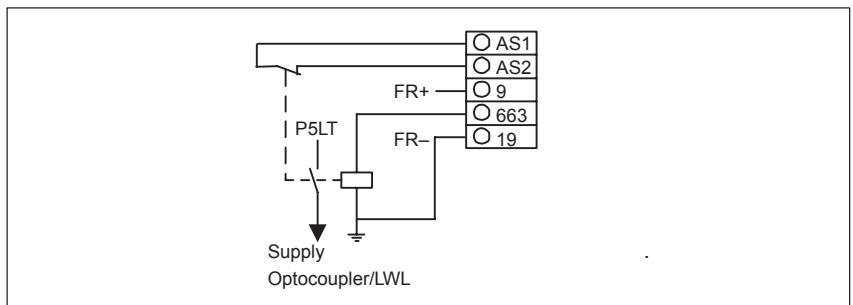 AS1
AS2
FR+ 9
663
P5LT
FR– 19
Supply
Optocoupler/LWL